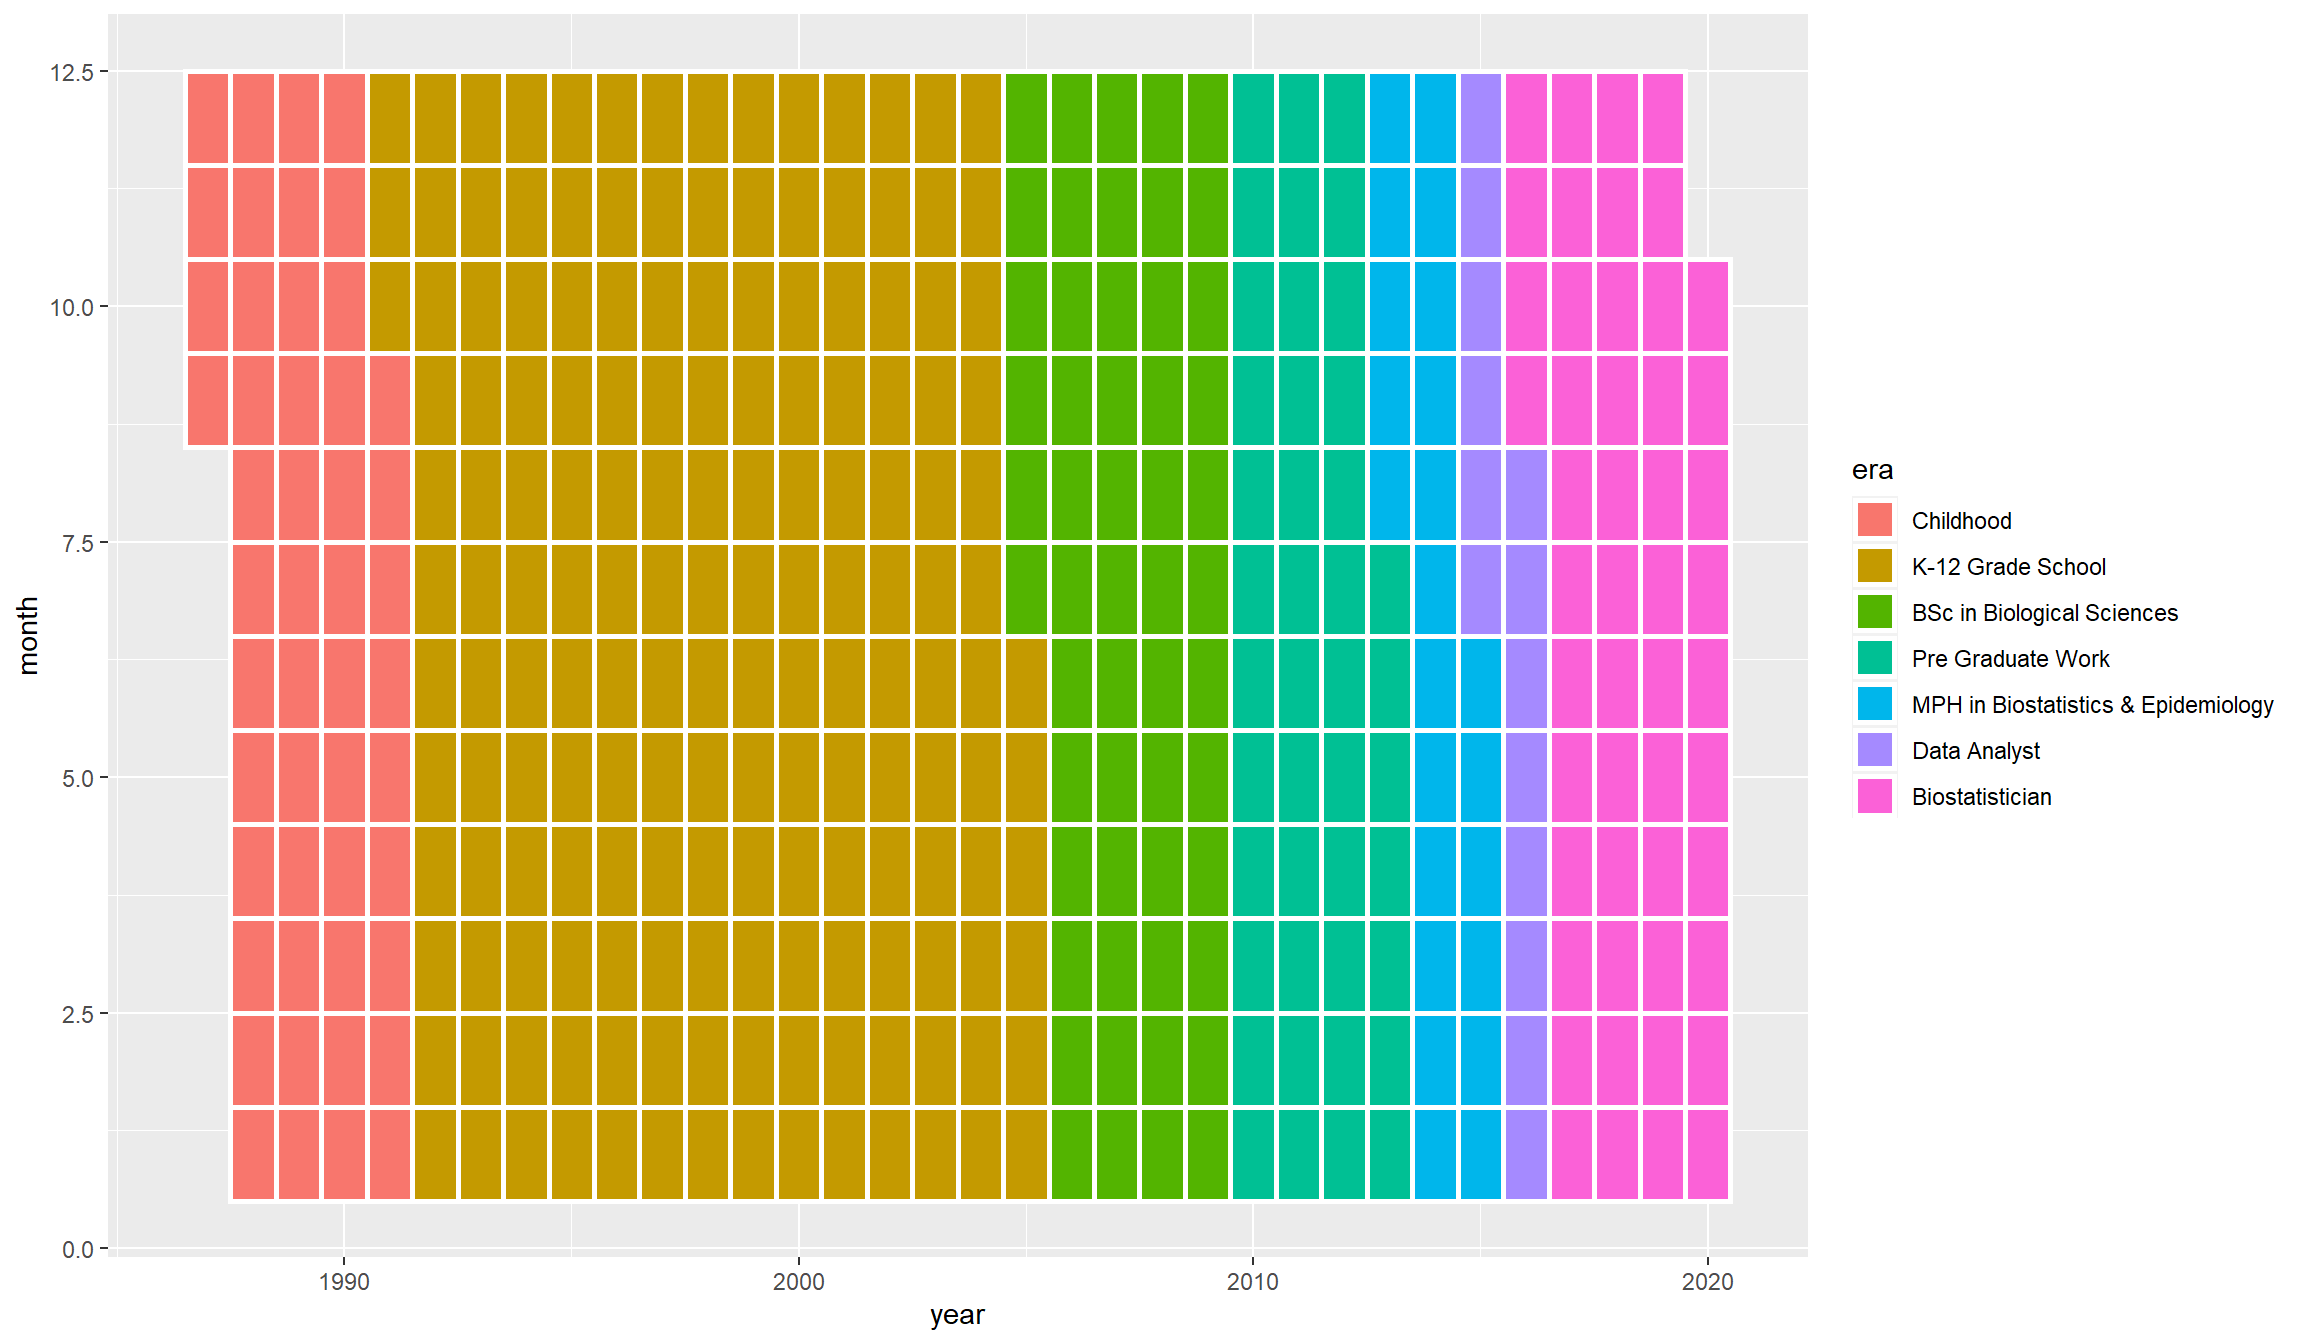 12.5
10.0
7.5
5.0
2.5
0.0
month
1990
2000
2010
2020
year
era
Childhood
K-12 Grade School
BSc in Biological Sciences
Pre Graduate Work
MPH in Biostatistics & Epidemiology
Data Analyst
Biostatistician